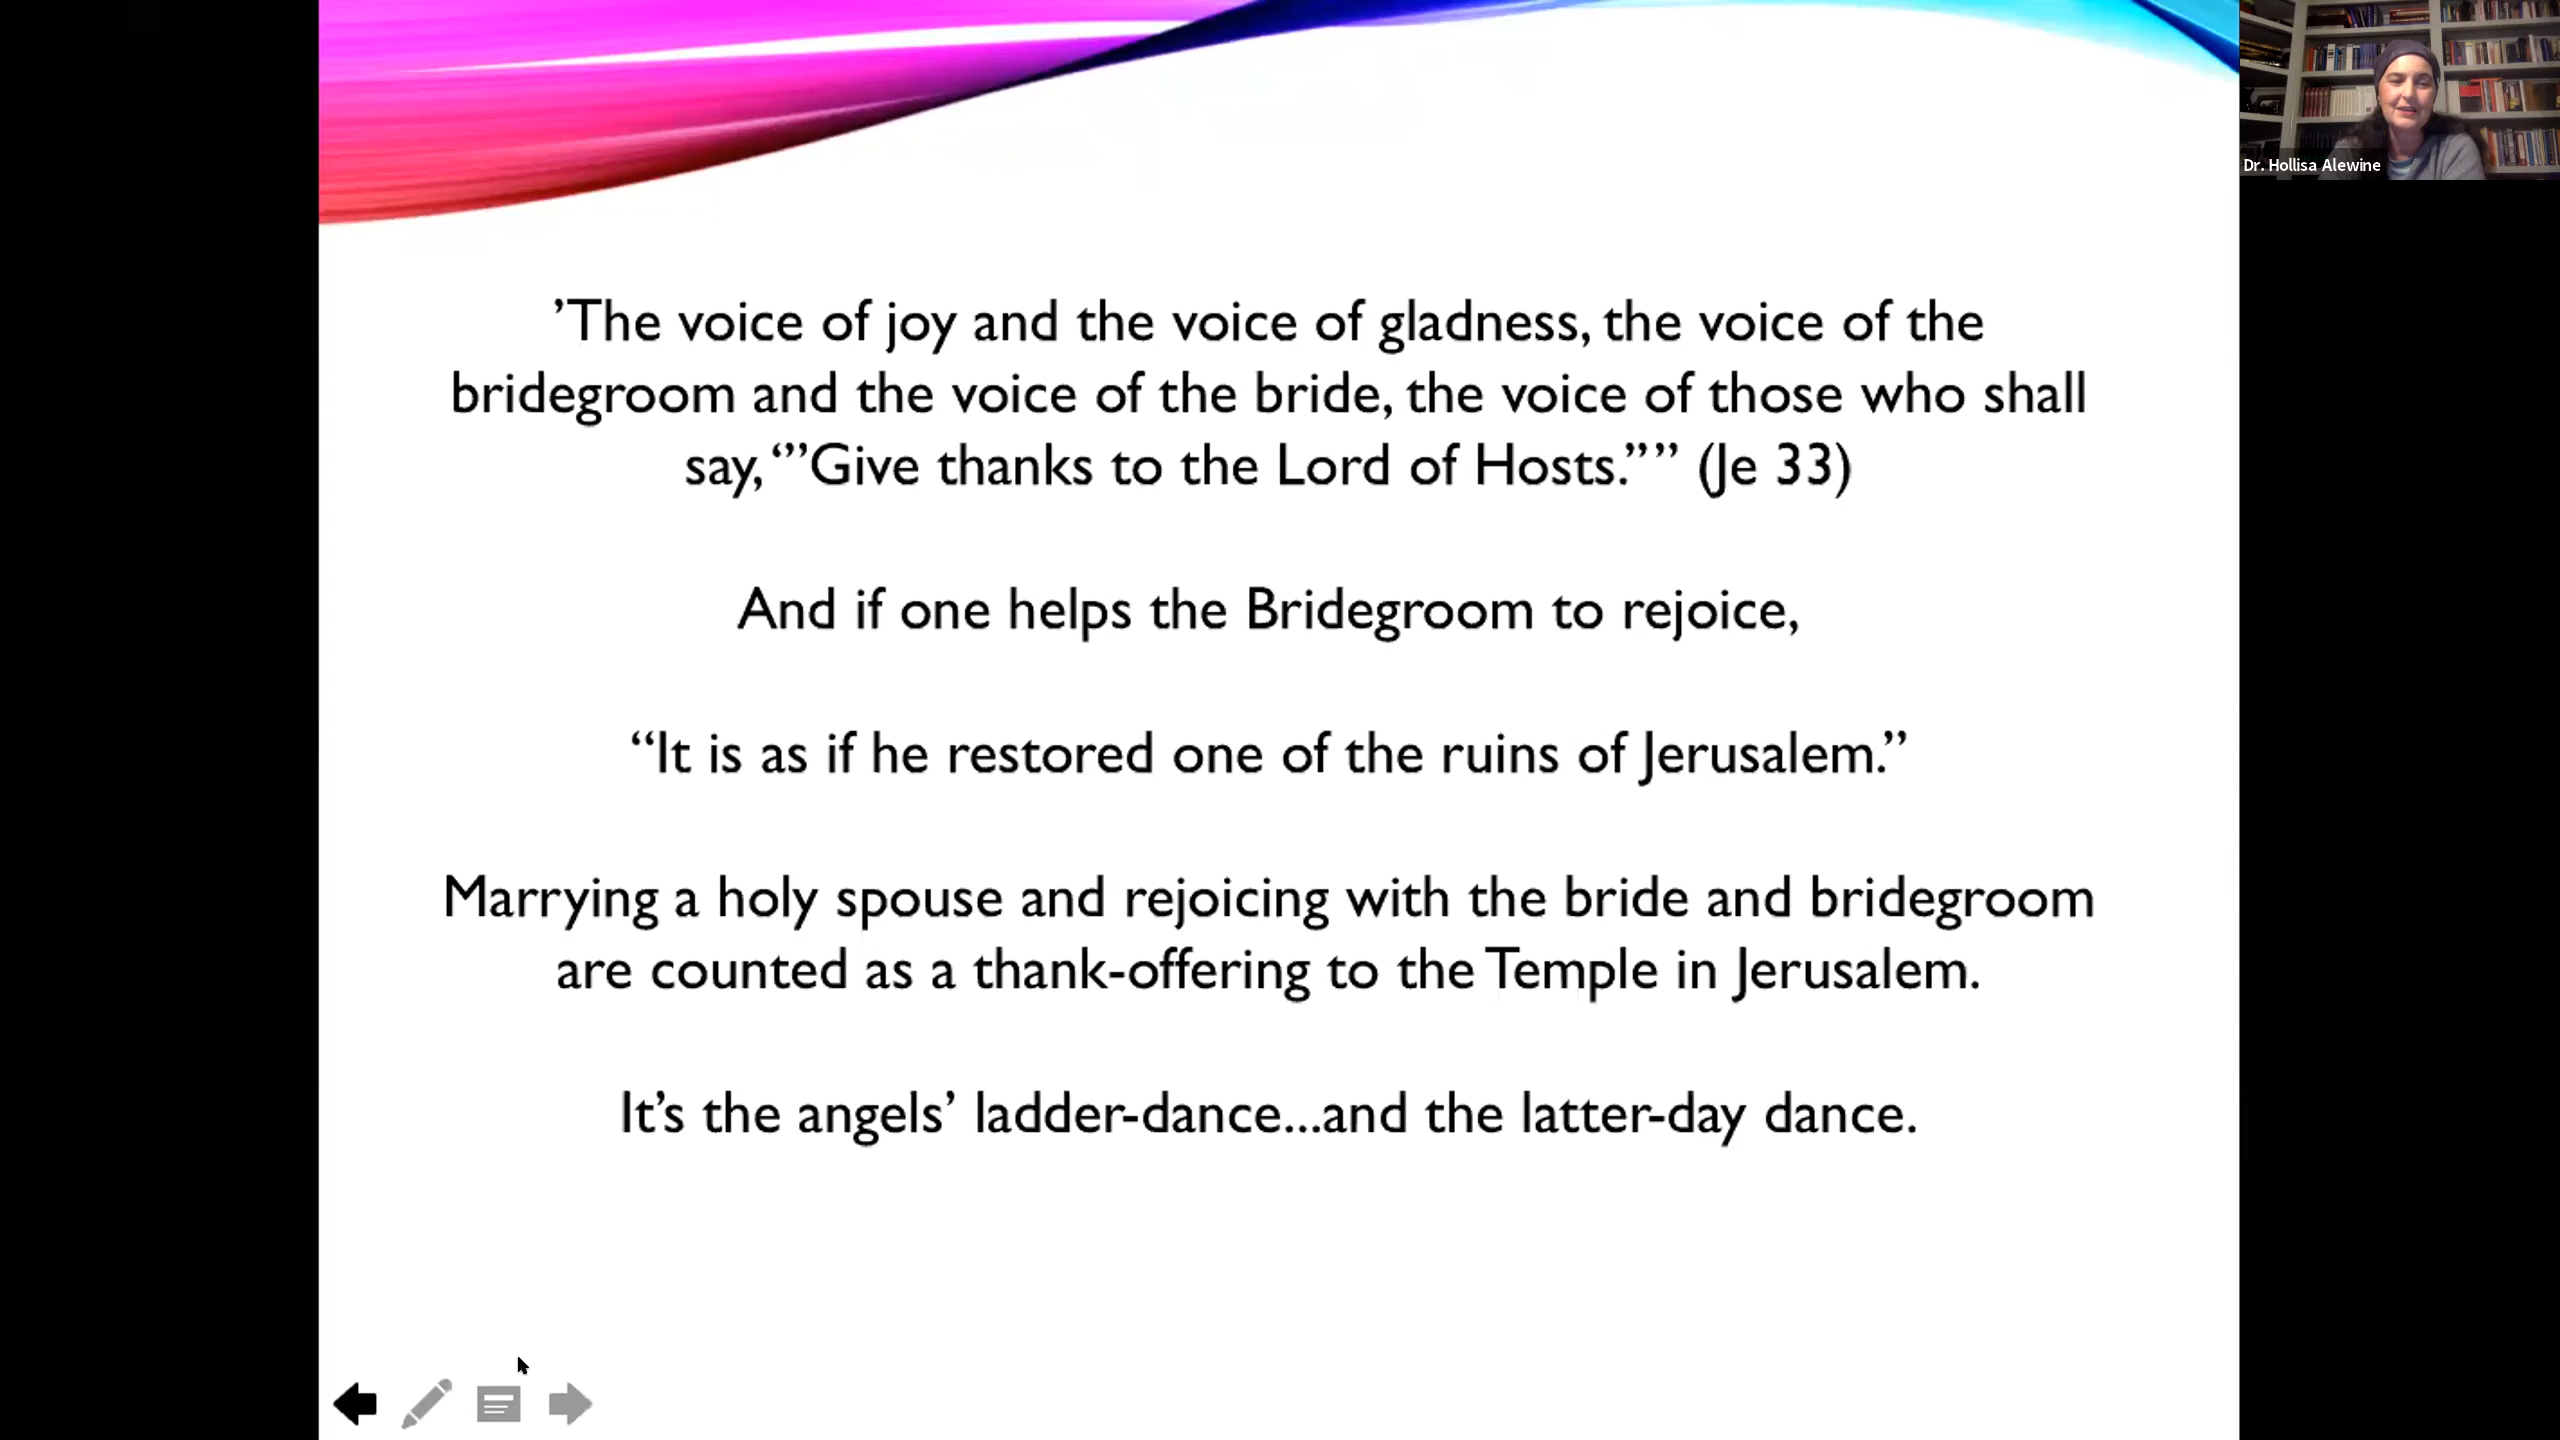 Dr. Hollisa Alewine
’The voice of joy and the voice of gladness, the voice of the
bridegroom and the voice of the bride, the voice of those who shall
say, ‘”’Give thanks to the Lord of Hosts.”’” (Je 33)
And if one helps the Bridegroom to rejoice,
“It is as if he restored one of the ruins of Jerusalem.”
Marrying a holy spouse and rejoicing with the bride and bridegroom
are counted as a thank-offering to the Temple in Jerusalem.
It’s the angels’ ladder-dance...and the latter-day dance.